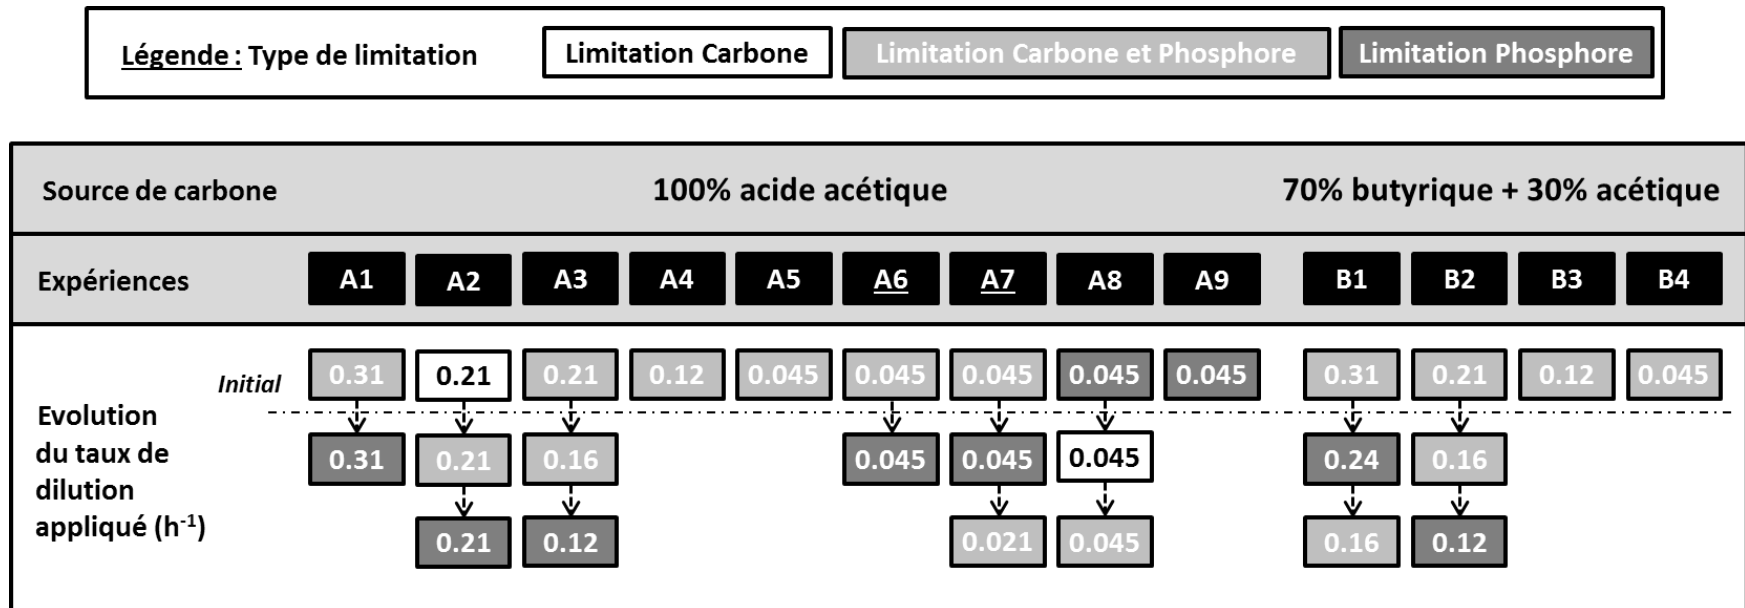 Légende : Type de limitation Limitation Carbone Limitation Carbone et Phosphore Limitation Phosphore
Source de carbone 100% acide acétique 70% butyrique + 30% acétique
Expériences A1 A2 A3 A4 A5 A6 A7 A8 A9 B1 B2 B3 B4
Initial 0.31 0.21 0.21 0.12 0.045 0.045 0.045 0.045 0.045 0.31 0.21 0.12 0.045
Evolution
du taux de 0.31 0.21 0.16 0.045 0.045 0.045 0.24 0.16
dilution
appliqué (h-1) 0.21 0.12 0.021 0.045 0.16 0.12